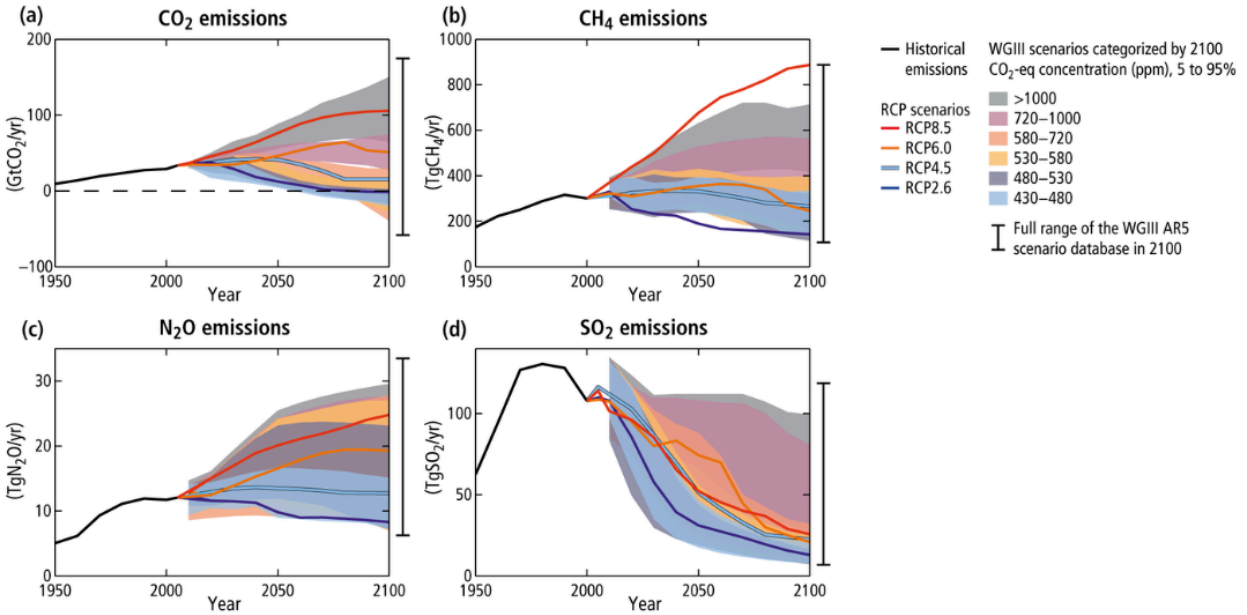 (a) CO₂ emissions
200
100
0
−100
(GtCO₂/yr)
1950 2000 2050 2100
Year
(b) CH₄ emissions
1000
800
600
400
200
0
(TgCH₄/yr)
1950 2000 2050 2100
Year
Historical
emissions
RCP scenarios
RCP8.5
RCP6.0
RCP4.5
RCP2.6
WGIII scenarios categorized by 2100
CO₂-eq concentration (ppm), 5 to 95%
>1000
720−1000
580−720
530−580
480−530
430−480
Full range of the WGIII AR5
scenario database in 2100
(c) N₂O emissions
30
20
10
0
(TgN₂O/yr)
1950 2000 2050 2100
Year
(d) SO₂ emissions
100
50
0
(TgSO₂/yr)
1950 2000 2050 2100
Year